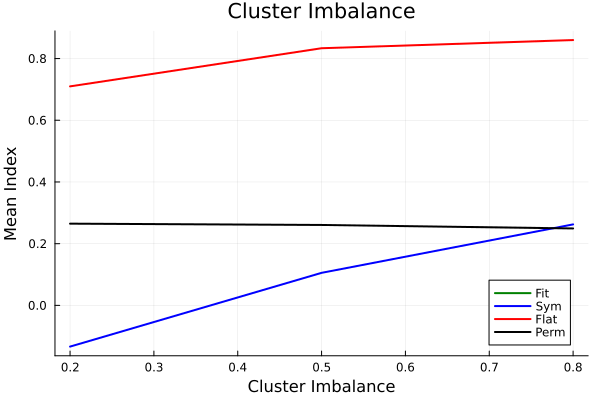 Cluster Imbalance
Mean Index
0.8
0.6
0.4
0.2
0.0
Fit
Sym
Flat
Perm
0.2 0.3 0.4 0.5 0.6 0.7 0.8
Cluster Imbalance